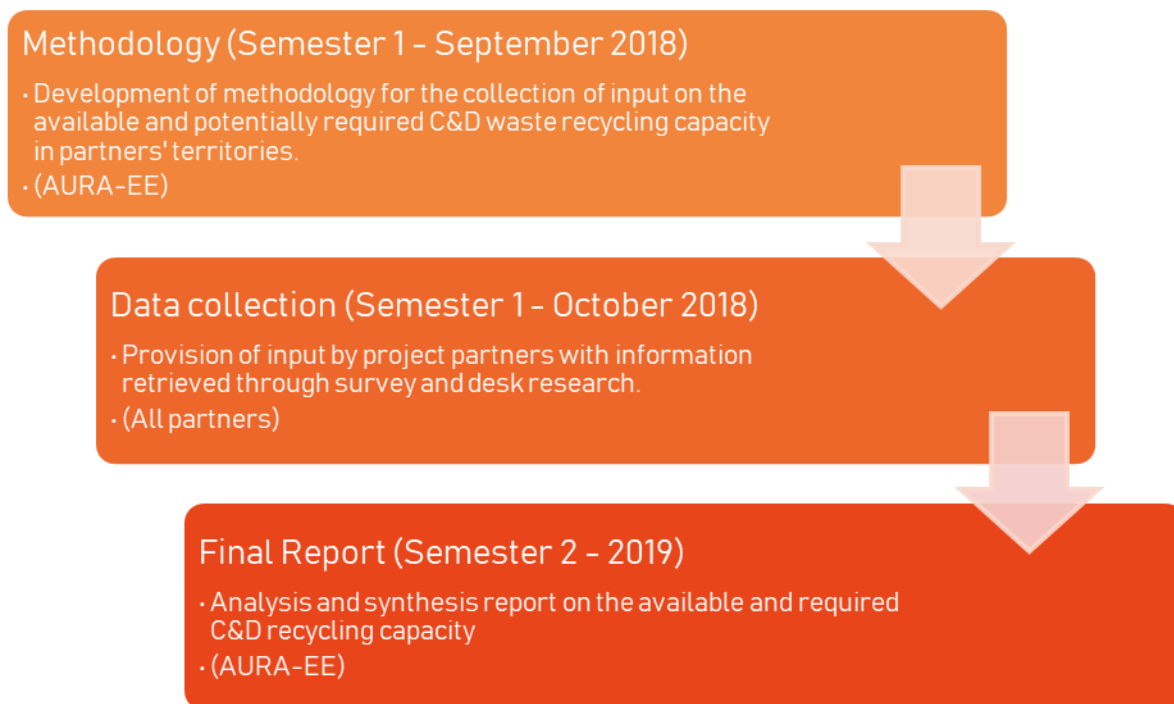 Methodology (Semester 1 - September 2018)
· Development of methodology for the collection of input on the
available and potentially required C&D waste recycling capacity
in partners' territories.
· (AURA-EE)
Data collection (Semester 1 - October 2018)
· Provision of input by project partners with information
retrieved through survey and desk research.
· (All partners)
Final Report (Semester 2 - 2019)
· Analysis and synthesis report on the available and required
C&D recycling capacity
· (AURA-EE)